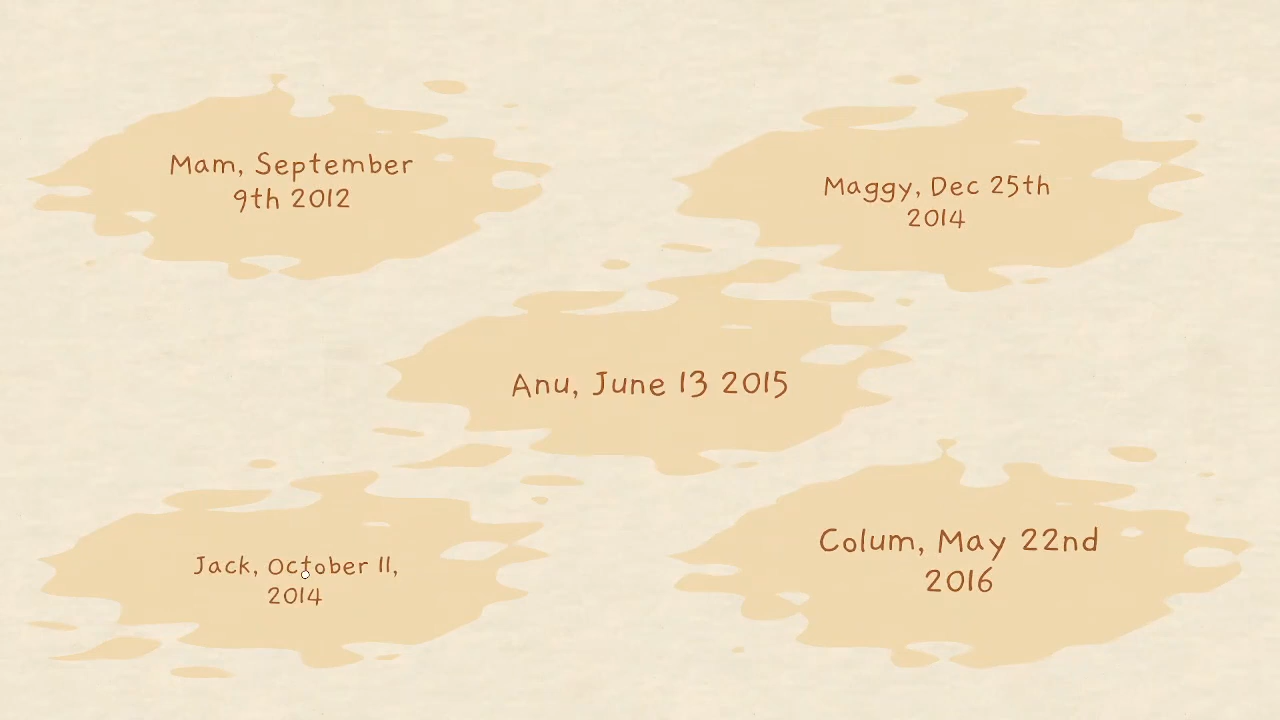 Mam, September
9th 2012
Maggy, Dec 25th
2014
Anu, June 13 2015
Jack, October 11,
2014
Colum, May 22nd
2016